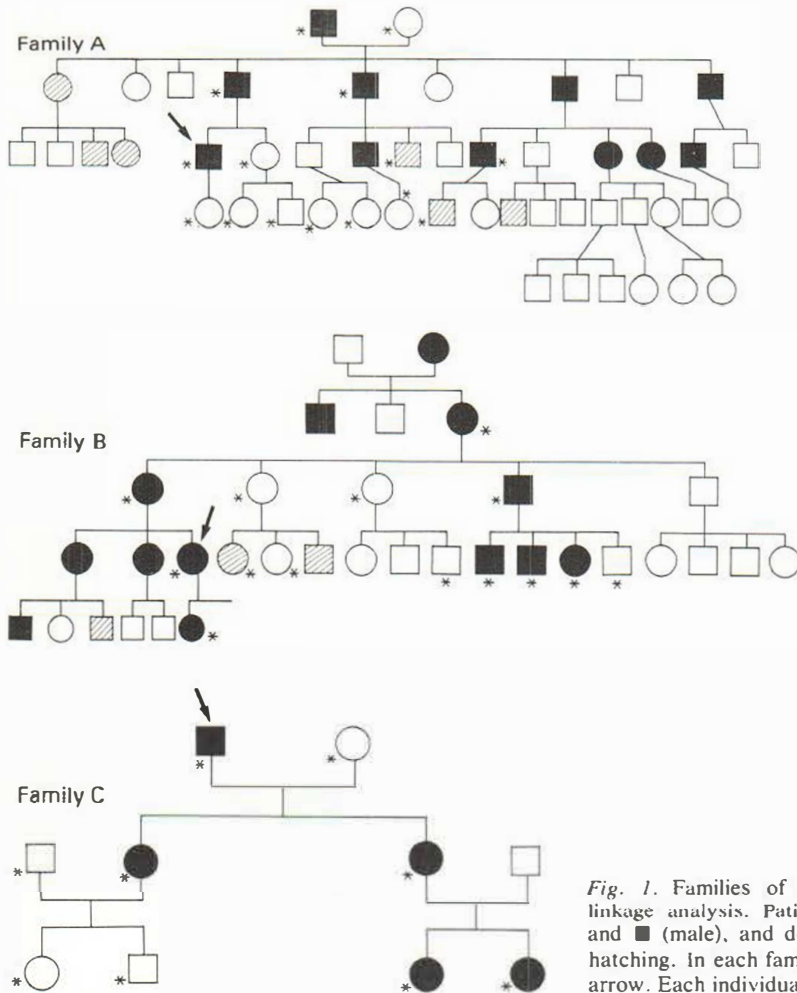 Family A
Family B
Family C
Fig. 1. Families of
linkage analysis. Pati
and ■ (male), and d
hatching. In each fam
arrow. Each individua